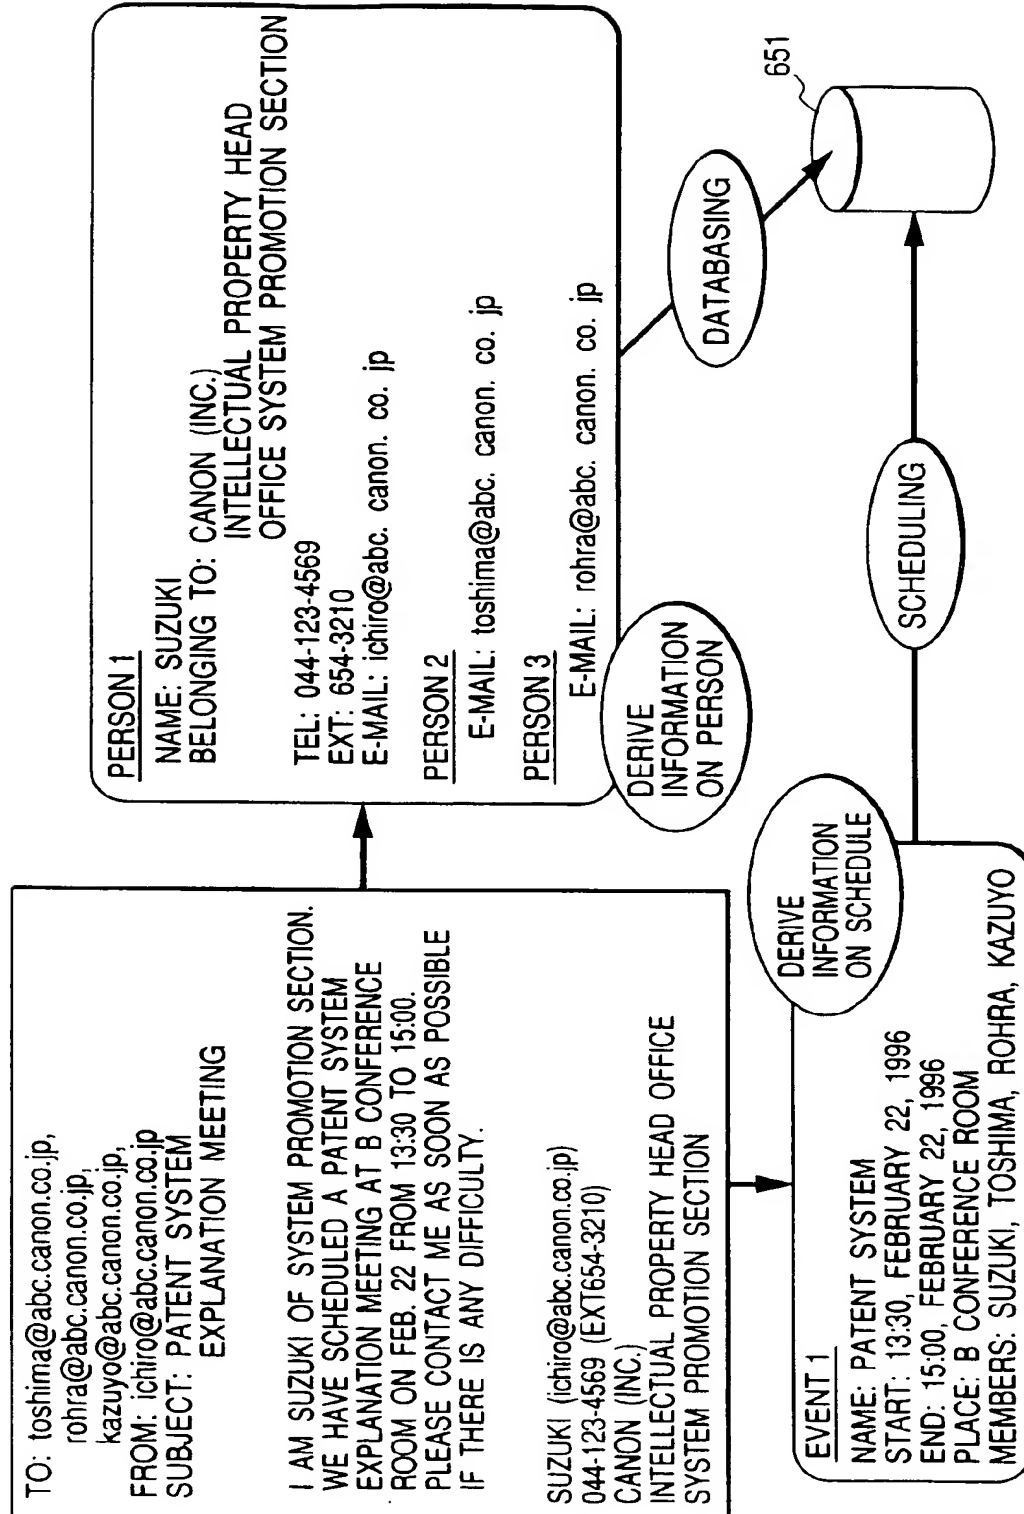 TO: toshima@abc.canon.co.jp,
rohra@abc.canon.co.jp,
kazuyo@abc.canon.co.jp,
FROM: ichiro@abc.canon.co.jp
SUBJECT: PATENT SYSTEM
EXPLANATION MEETING
I AM SUZUKI OF SYSTEM PROMOTION SECTION.
WE HAVE SCHEDULED A PATENT SYSTEM
EXPLANATION MEETING AT B CONFERENCE
ROOM ON FEB. 22 FROM 13:30 TO 15:00.
PLEASE CONTACT ME AS SOON AS POSSIBLE
IF THERE IS ANY DIFFICULTY.
SUZUKI (ichiro@abc.canon.co.jp)
044-123-4569 (EXT654-3210)
CANON (INC.)
INTELLECTUAL PROPERTY HEAD OFFICE
SYSTEM PROMOTION SECTION
PERSON 1
NAME: SUZUKI
BELONGING TO: CANON (INC.)
INTELLECTUAL PROPERTY HEAD
OFFICE SYSTEM PROMOTION SECTION
TEL: 044-123-4569
EXT: 654-3210
E-MAIL: ichiro@abc. canon. co. jp
PERSON 2
E-MAIL: toshima@abc. canon. co. jp
PERSON 3
E-MAIL: rohra@abc. canon. co. jp
DERIVE
INFORMATION
ON PERSON
DATABASING
651
EVENT 1
NAME: PATENT SYSTEM
START: 13:30, FEBRUARY 22, 1996
END: 15:00, FEBRUARY 22, 1996
PLACE: B CONFERENCE ROOM
MEMBERS: SUZUKI, TOSHIMA, ROHRA, KAZUYO
DERIVE
INFORMATION
ON SCHEDULE
SCHEDULING